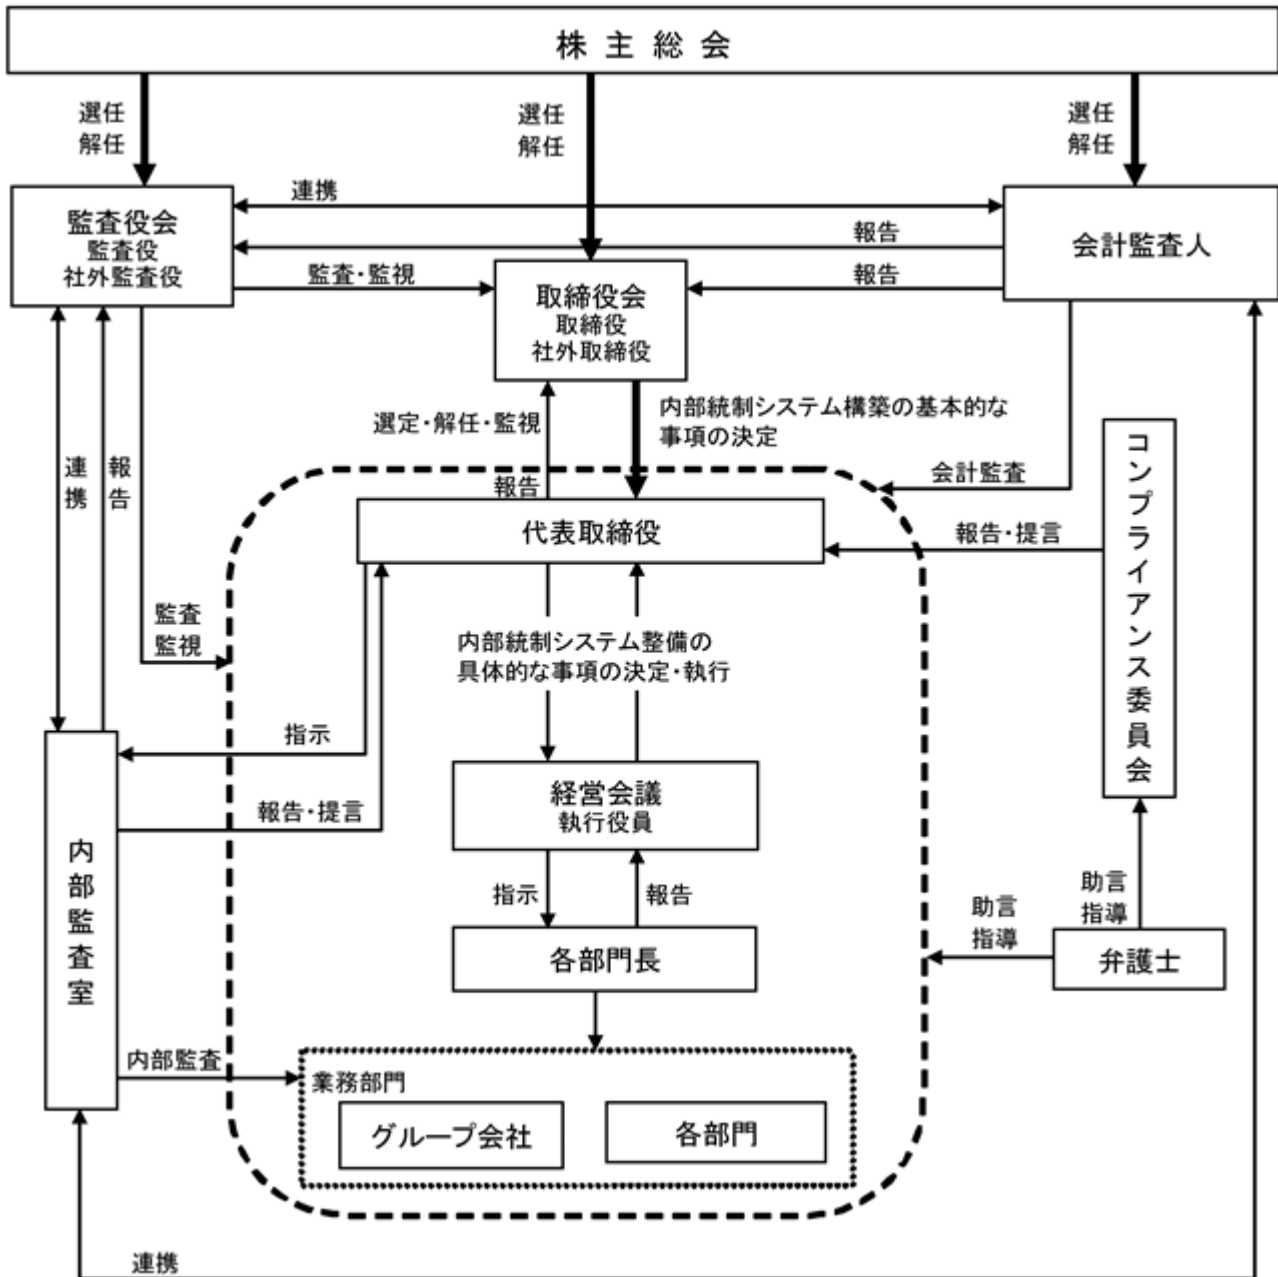 株主総会
選任
解任
選任
解任
選任
解任
連携
監査役会
監査役
社外監査役
報告
会計監査人
監査・監視
報告
取締役会
取締役
社外取締役
選定・解任・監視
内部統制システム構築の基本的な
事項の決定
連携
報告
報告
会計監査
コンプライアンス委員会
代表取締役
報告・提言
監査
監視
内部統制システム整備の
具体的な事項の決定・執行
指示
経営会議
執行役員
報告・提言
内部監査室
指示
報告
助言
指導
助言
指導
各部門長
弁護士
内部監査
業務部門
グループ会社
各部門
連携